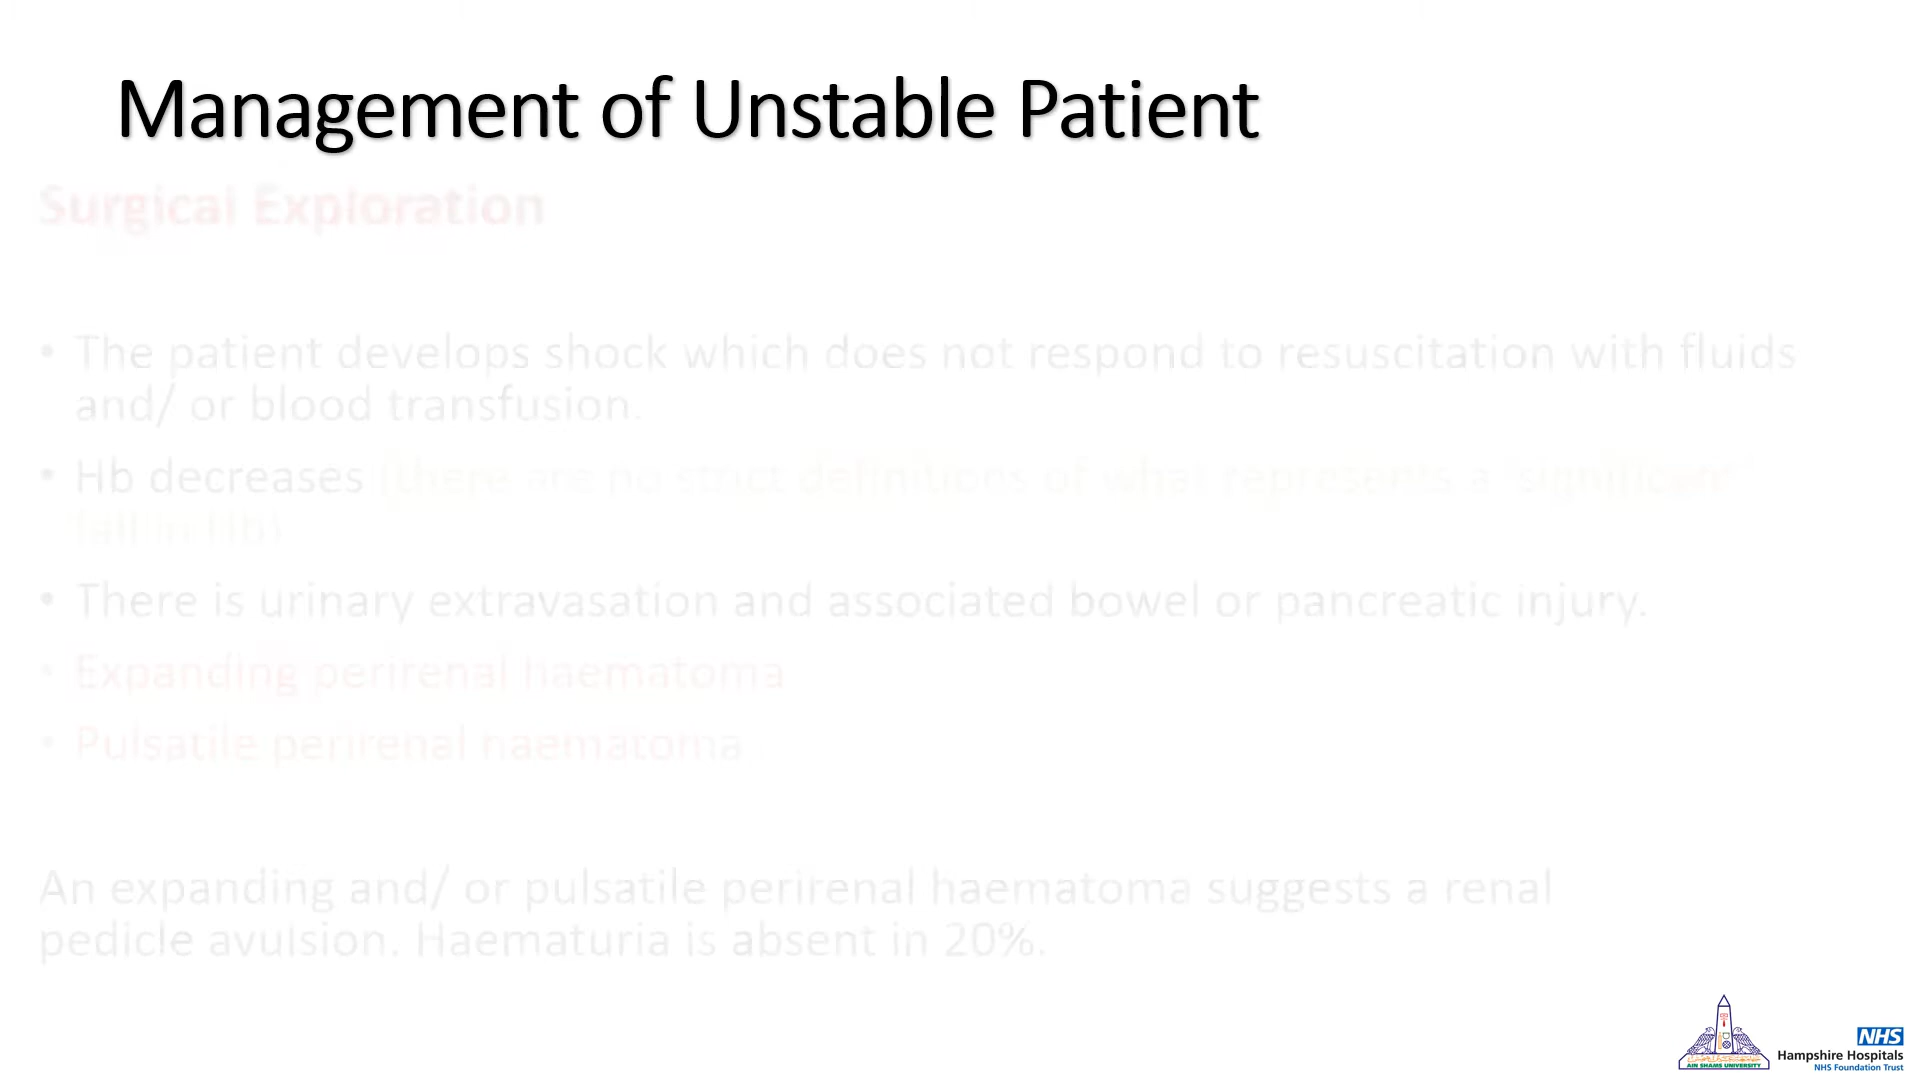 Management of Unstable Patient
Surgical Exploration
• The patient develops shock which does not respond to resuscitation with fluids
and/ or blood transfusion.
• Hb decreases (there are no strict definitions of what represents a 'significant'
fall in Hb)
• There is urinary extravasation and associated bowel or pancreatic injury.
• Expanding perirenal haematoma
• Pulsatile perirenal haematoma
An expanding and/ or pulsatile perirenal haematoma suggests a renal
pedicle avulsion. Haematuria is absent in 20%.
AIN SHAMS UNIVERSITY
NHS
Hampshire Hospitals
NHS Foundation Trust